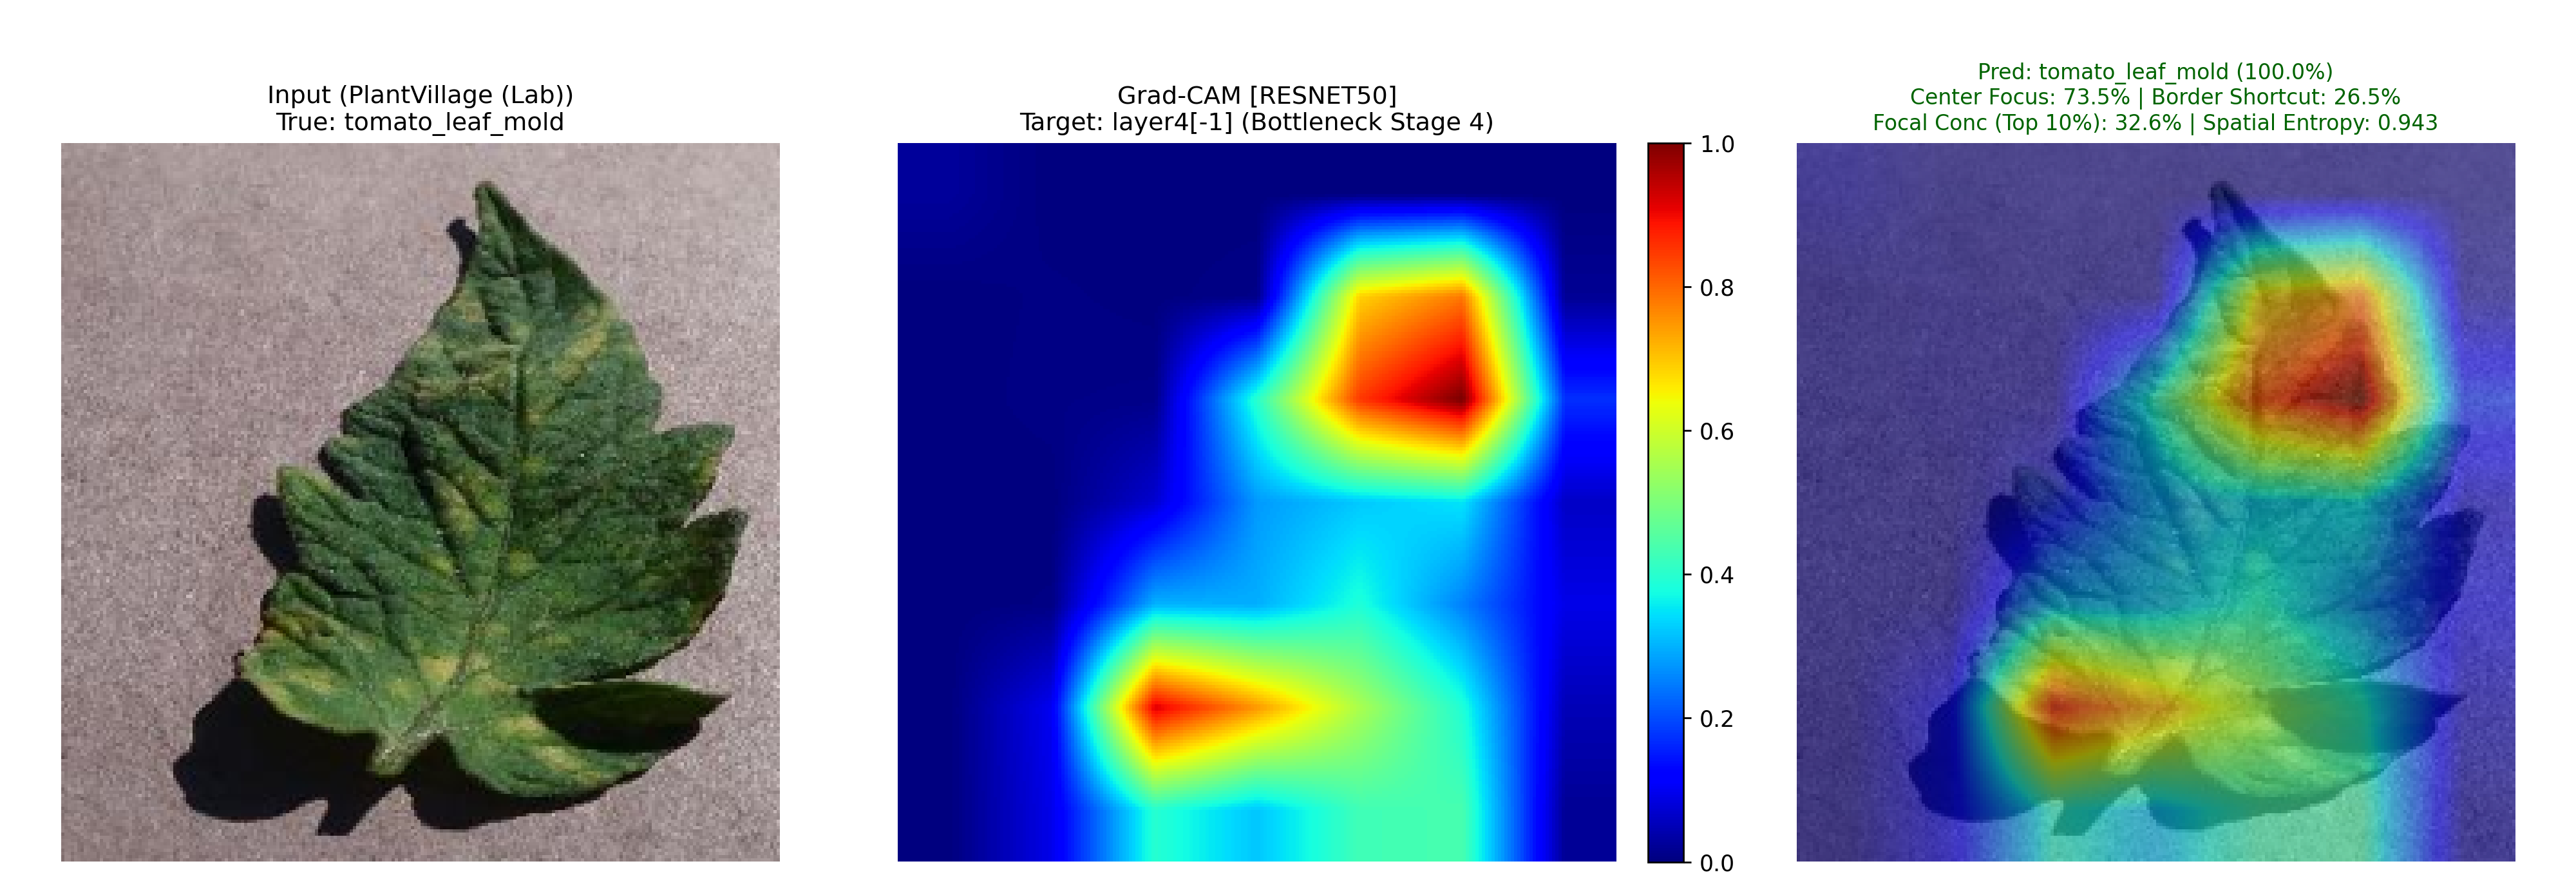 Input (PlantVillage (Lab))
True: tomato_leaf_mold
Grad-CAM [RESNET50]
Target: layer4[-1] (Bottleneck Stage 4)
1.0
0.8
0.6
0.4
0.2
0.0
Pred: tomato_leaf_mold (100.0%)
Center Focus: 73.5% | Border Shortcut: 26.5%
Focal Conc (Top 10%): 32.6% | Spatial Entropy: 0.943